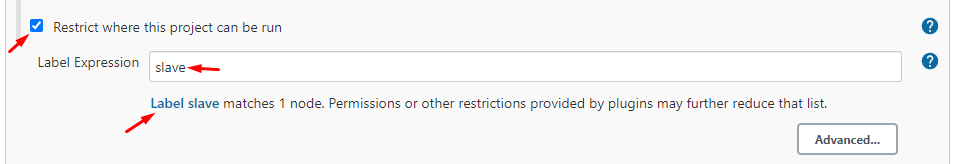 Restrict where this project can be run
Label Expression
slave
Label slave matches 1 node. Permissions or other restrictions provided by plugins may further reduce that list.
Advanced...